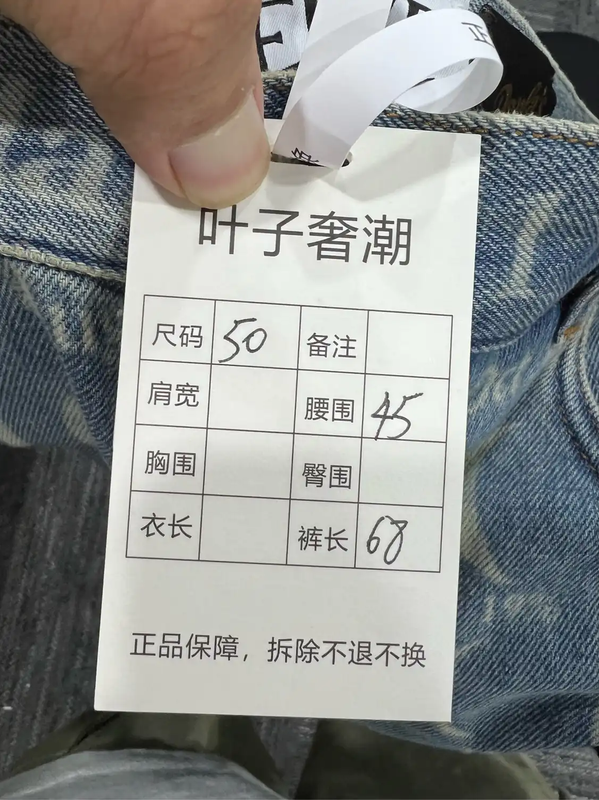 叶子奢潮
尺码 50 备注
肩宽 腰围 45
胸围 臀围
衣长 裤长 68
正品保障，拆除不退不换
正